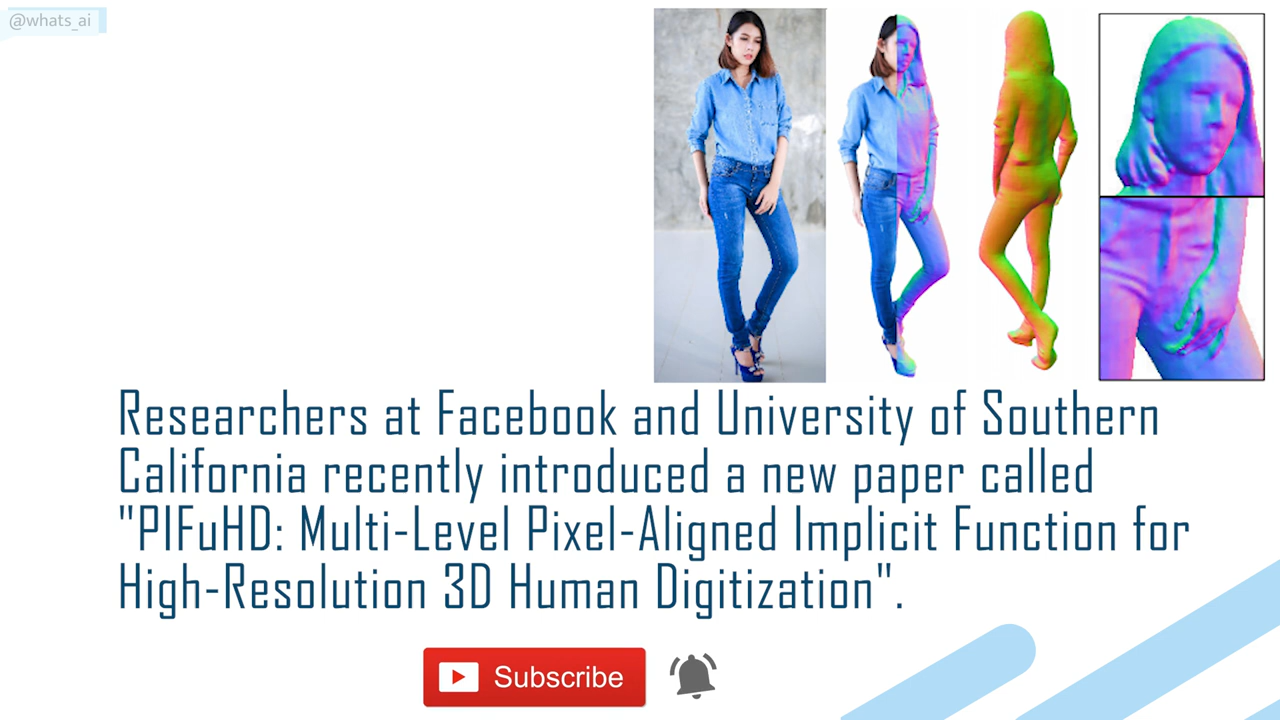 @whats_ai
Researchers at Facebook and University of Southern
California recently introduced a new paper called
"PIFuHD: Multi-Level Pixel-Aligned Implicit Function for
High-Resolution 3D Human Digitization".
Subscribe